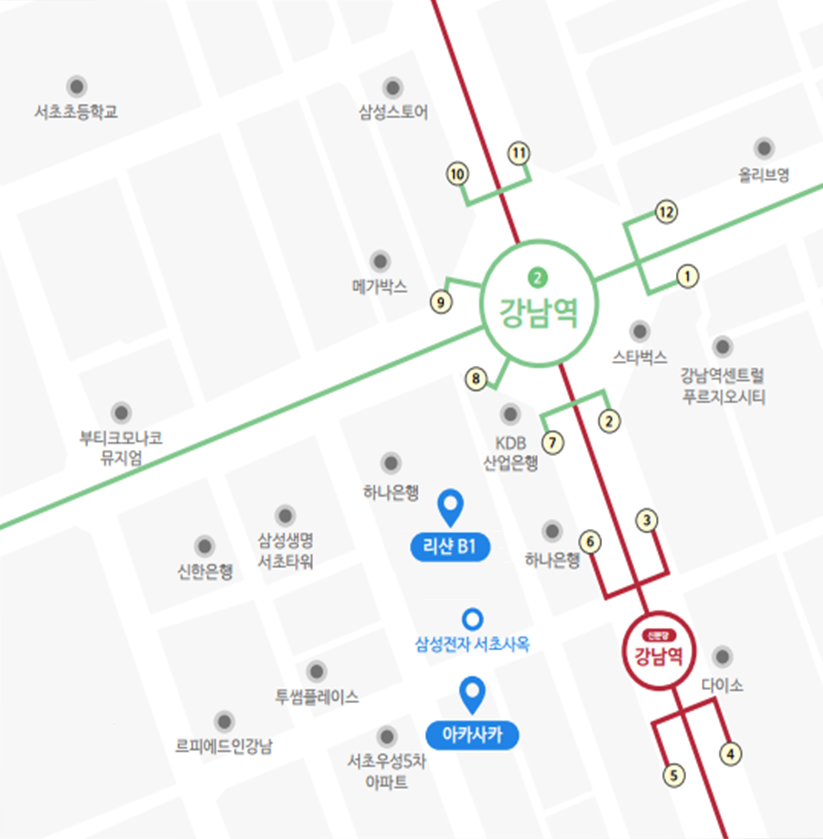 서초초등학교
삼성스토어
11
10
올리브영
12
메가박스
9
2
강남역
1
스타벅스
강남역센트럴
푸르지오시티
8
부티크모나코
뮤지엄
KDB
산업은행
7
2
하나은행
리샨 B1
삼성생명
서초타워
신한은행
하나은행
6
3
삼성전자 서초사옥
신분당
강남역
다이소
투썸플레이스
아카사카
르피에드인강남
서초우성5차
아파트
5
4